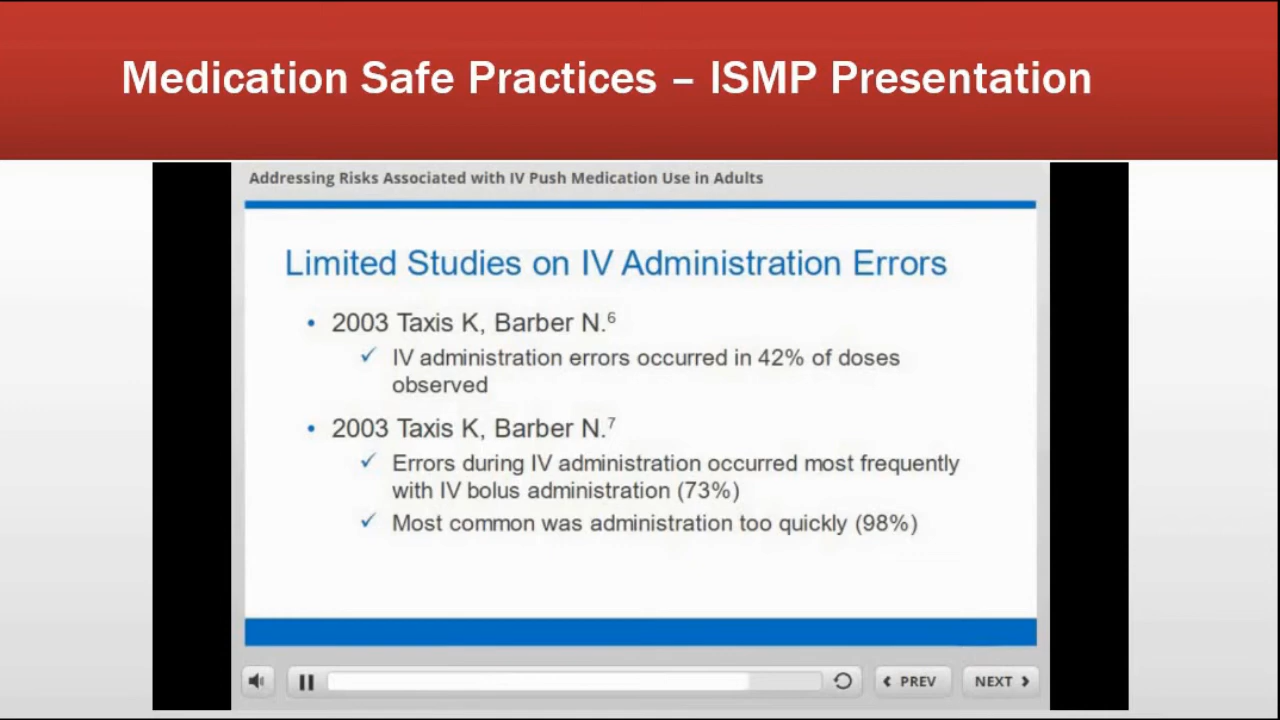 Medication Safe Practices – ISMP Presentation
Addressing Risks Associated with IV Push Medication Use in Adults
Limited Studies on IV Administration Errors
• 2003 Taxis K, Barber N.⁶
✓ IV administration errors occurred in 42% of doses
observed
• 2003 Taxis K, Barber N.⁷
✓ Errors during IV administration occurred most frequently
with IV bolus administration (73%)
✓ Most common was administration too quickly (98%)
PREV
NEXT